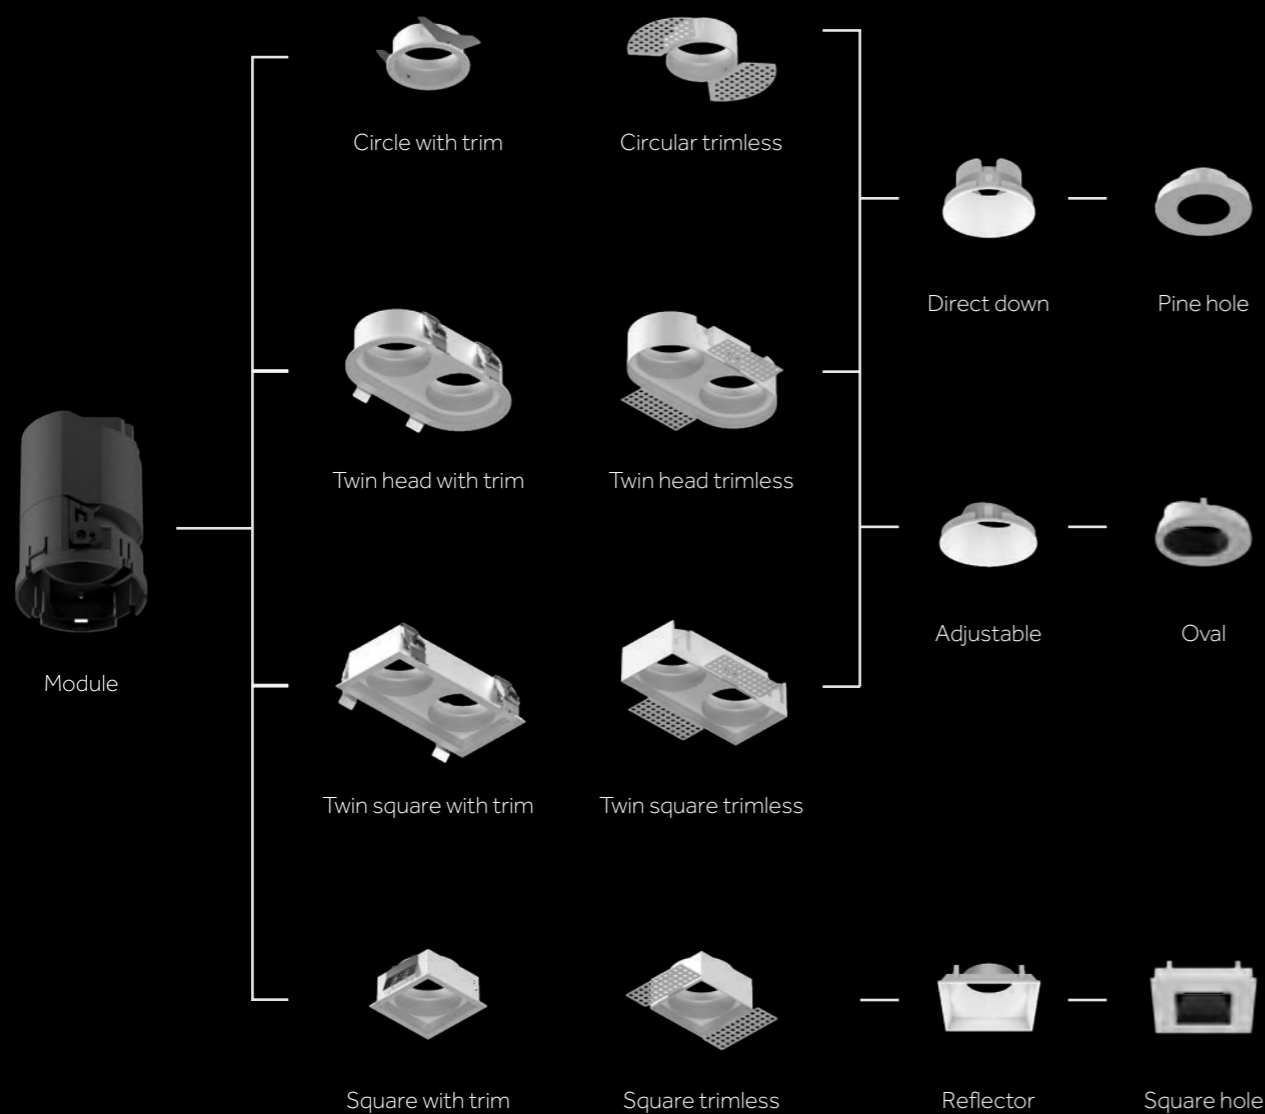 Circle with trim
Circular trimless
Direct down
Pine hole
Twin head with trim
Twin head trimless
Adjustable
Oval
Module
Twin square with trim
Twin square trimless
Square with trim
Square trimless
Reflector
Square hole